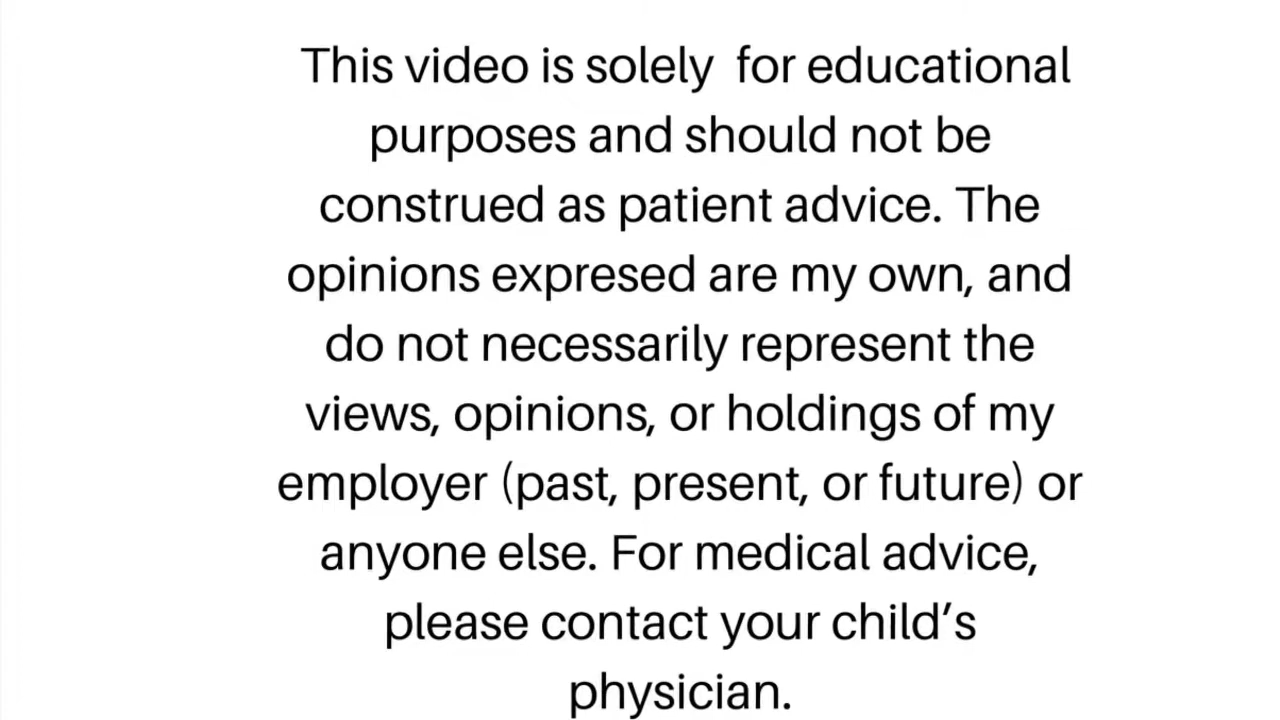 This video is solely  for educational
purposes and should not be
construed as patient advice. The
opinions expresed are my own, and
do not necessarily represent the
views, opinions, or holdings of my
employer (past, present, or future) or
anyone else. For medical advice,
please contact your child’s
physician.